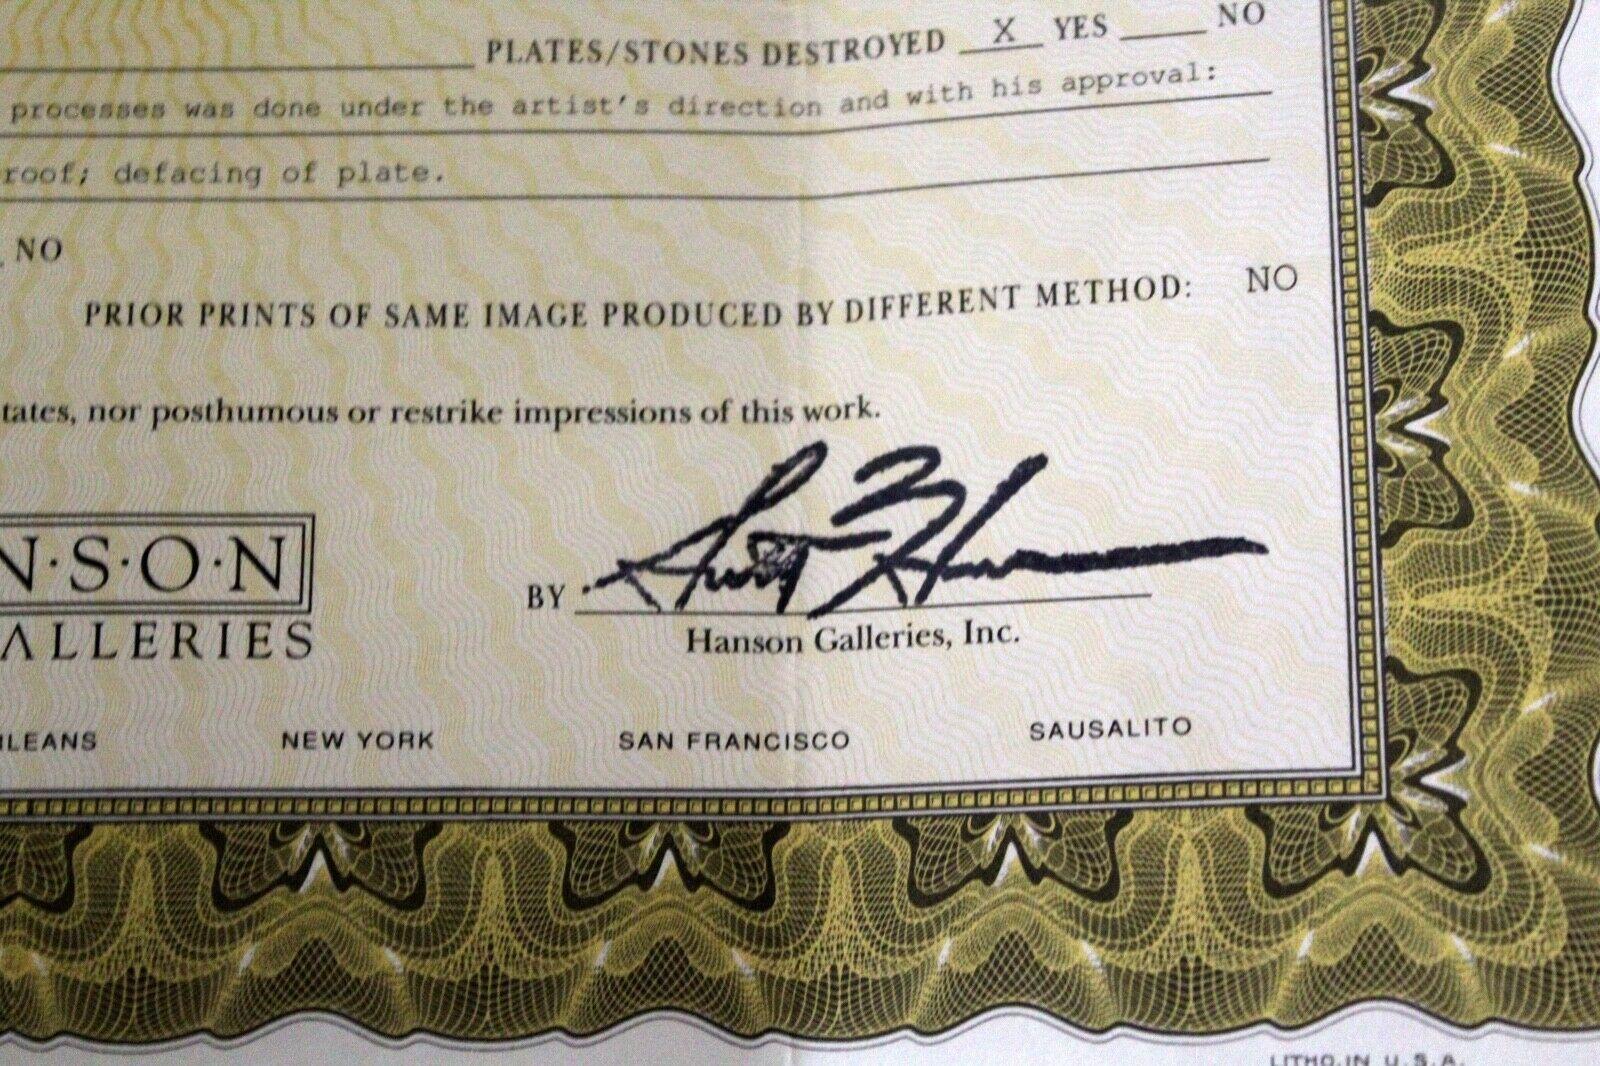 PLATES/STONES DESTROYED X YES NO
processes was done under the artist's direction and with his approval:
roof; defacing of plate.
NO
PRIOR PRINTS OF SAME IMAGE PRODUCED BY DIFFERENT METHOD: NO
tates, nor posthumous or restrike impressions of this work.
N·S·O·N
ALLERIES
BY
Hanson Galleries, Inc.
LEANS NEW YORK SAN FRANCISCO SAUSALITO
LITHO. IN U.S.A.